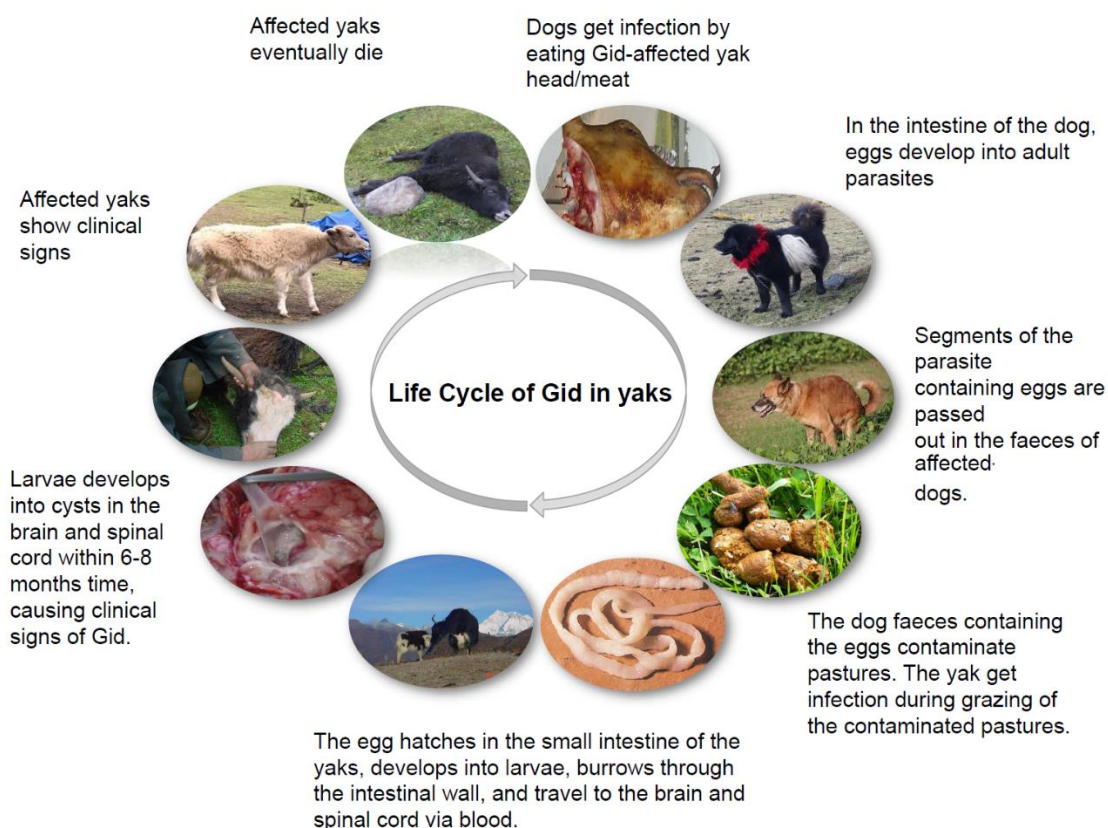 Affected yaks
eventually die
Dogs get infection by
eating Gid-affected yak
head/meat
In the intestine of the dog,
eggs develop into adult
parasites
Segments of the
parasite
containing eggs are
passed
out in the faeces of
affected.
dogs.
The dog faeces containing
the eggs contaminate
pastures. The yak get
infection during grazing of
the contaminated pastures.
The egg hatches in the small intestine of the
yaks, develops into larvae, burrows through
the intestinal wall, and travel to the brain and
spinal cord via blood.
Larvae develops
into cysts in the
brain and spinal
cord within 6-8
months time,
causing clinical
signs of Gid.
Affected yaks
show clinical
signs
Life Cycle of Gid in yaks